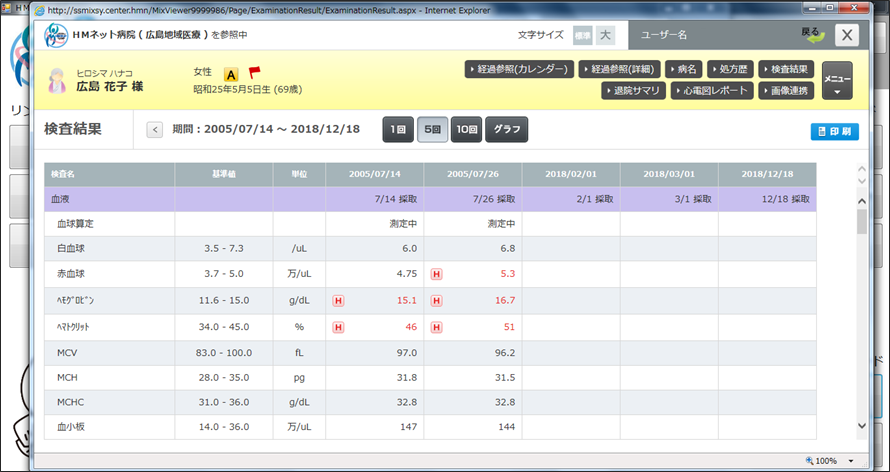 http://ssmixsy.center.hmn/MixViewer9999986/Page/ExaminationResult/ExaminationResult.aspx - Internet Explorer
HMネット病院 ( 広島地域医療 ) を参照中
文字サイズ 標準 大
ユーザー名
戻る
X
ヒロシマ ハナコ
広島 花子 様
女性 A
昭和25年5月5日生 (69歳)
経過参照(カレンダー) 経過参照(詳細) 病名 処方歴 検査結果
退院サマリ 心電図レポート 画像連携
メニュー
検査結果
< 期間 : 2005/07/14 ～ 2018/12/18
1回 5回 10回 グラフ
印刷
検査名 基準値 単位 2005/07/14 2005/07/26 2018/02/01 2018/03/01 2018/12/18
血液 7/14 採取 7/26 採取 2/1 採取 3/1 採取 12/18 採取
血球算定 測定中 測定中
白血球 3.5 - 7.3 /uL 6.0 6.8
赤血球 3.7 - 5.0 万/uL 4.75 H 5.3
ﾍﾓｸﾞﾛﾋﾞﾝ 11.6 - 15.0 g/dL H 15.1 H 16.7
ﾍﾏﾄｸﾘｯﾄ 34.0 - 45.0 % H 46 H 51
MCV 83.0 - 100.0 fL 97.0 96.2
MCH 28.0 - 35.0 pg 31.8 31.5
MCHC 31.0 - 36.0 g/dL 32.8 32.8
血小板 14.0 - 36.0 万/uL 147 144
100%